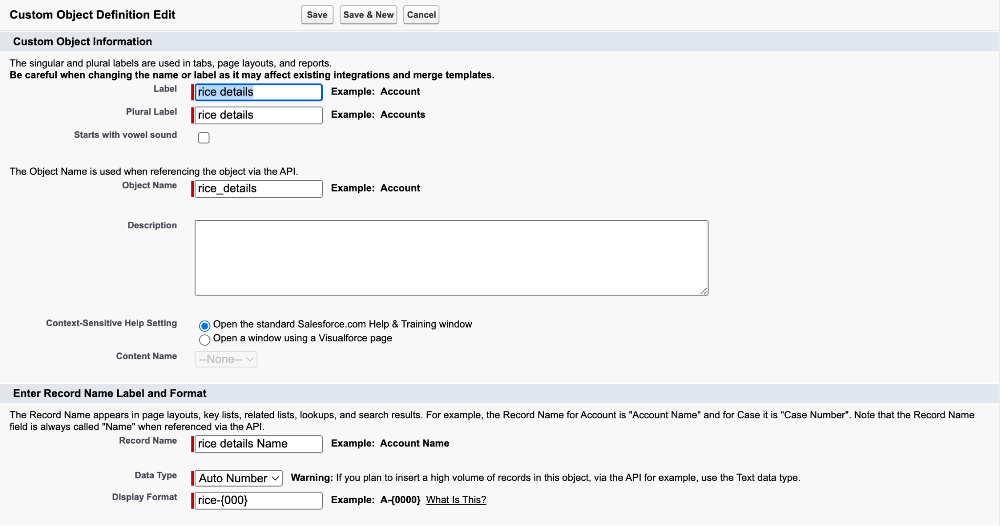 Custom Object Definition Edit
Save
Save & New
Cancel
Custom Object Information
The singular and plural labels are used in tabs, page layouts, and reports.
Be careful when changing the name or label as it may affect existing integrations and merge templates.
Label
rice details
Example: Account
Plural Label
rice details
Example: Accounts
Starts with vowel sound
The Object Name is used when referencing the object via the API.
Object Name
rice_details
Example: Account
Description
Context-Sensitive Help Setting
Open the standard Salesforce.com Help & Training window
Open a window using a Visualforce page
Content Name
--None--
Enter Record Name Label and Format
The Record Name appears in page layouts, key lists, related lists, lookups, and search results. For example, the Record Name for Account is "Account Name" and for Case it is "Case Number". Note that the Record Name
field is always called "Name" when referenced via the API.
Record Name
rice details Name
Example: Account Name
Data Type
Auto Number
Warning: If you plan to insert a high volume of records in this object, via the API for example, use the Text data type.
Display Format
rice-{000}
Example: A-{0000} What Is This?